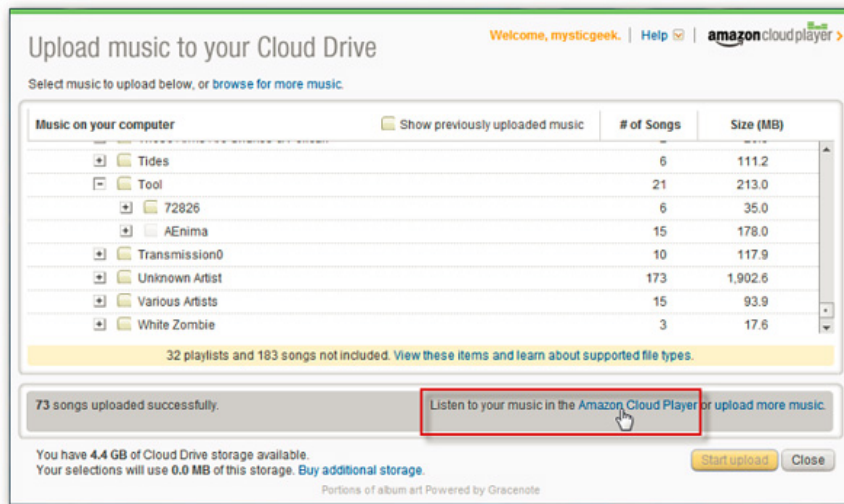 Upload music to your Cloud Drive
Welcome, mysticgeek. | Help | amazon cloud player >
Select music to upload below, or browse for more music.
Music on your computer Show previously uploaded music # of Songs Size (MB)
Tides 6 111.2
Tool 21 213.0
72826 6 35.0
AEnima 15 178.0
Transmission0 10 117.9
Unknown Artist 173 1,902.6
Various Artists 15 93.9
White Zombie 3 17.6
32 playlists and 183 songs not included. View these items and learn about supported file types.
73 songs uploaded successfully. Listen to your music in the Amazon Cloud Player or upload more music.
You have 4.4 GB of Cloud Drive storage available.
Your selections will use 0.0 MB of this storage. Buy additional storage.
Start upload Close
Portions of album art Powered by Gracenote